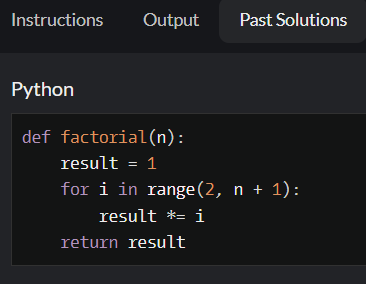 Instructions Output Past Solutions
Python
def factorial(n):
    result = 1
    for i in range(2, n + 1):
        result *= i
    return result